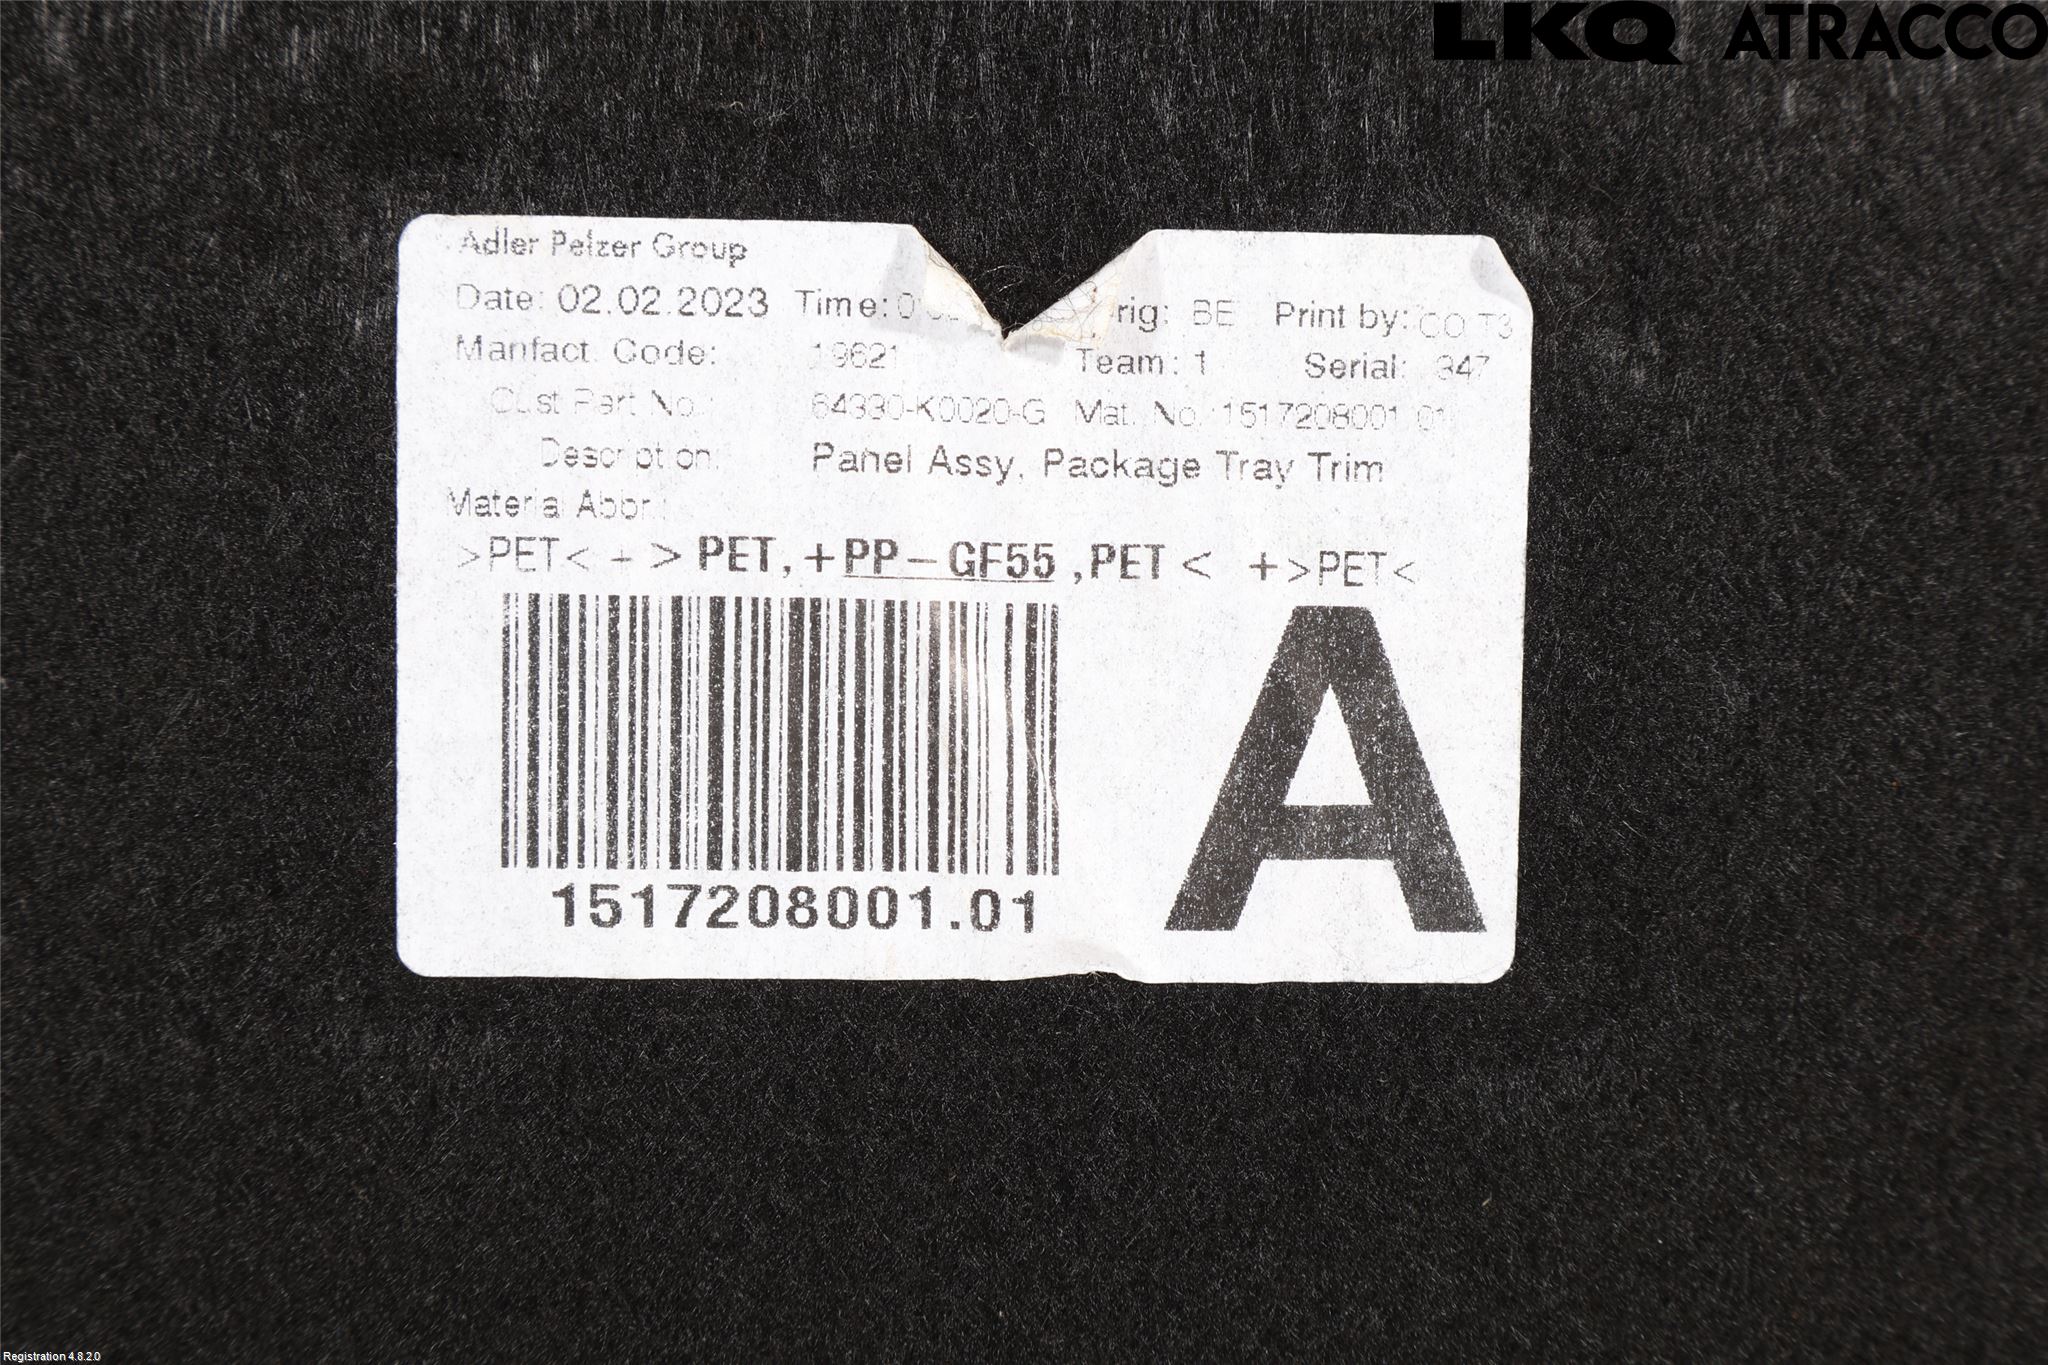 LKQ ATRACCO
Adler Pelzer Group
Date: 02.02.2023 Time: rig: BE Print by: CO T3
Manfact. Code: 19621 Team: 1 Serial: 347
Cust Part No.: 64330-K0020-G Mat. No.:1517208001.01
Description: Panel Assy, Package Tray Trim
Material Abbr.:
>PET< + > PET,+PP-GF55 ,PET < +>PET<
1517208001.01
A
Registration 4.8.2.0